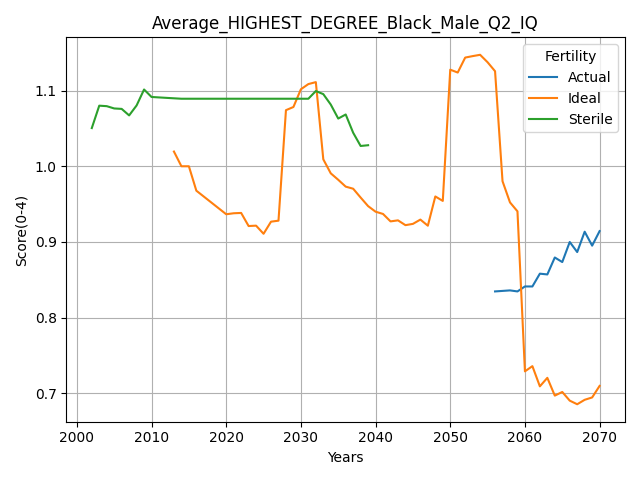 Average_HIGHEST_DEGREE_Black_Male_Q2_IQ
Fertility
Actual
Ideal
Sterile
Score(0-4)
1.1
1.0
0.9
0.8
0.7
2000 2010 2020 2030 2040 2050 2060 2070
Years